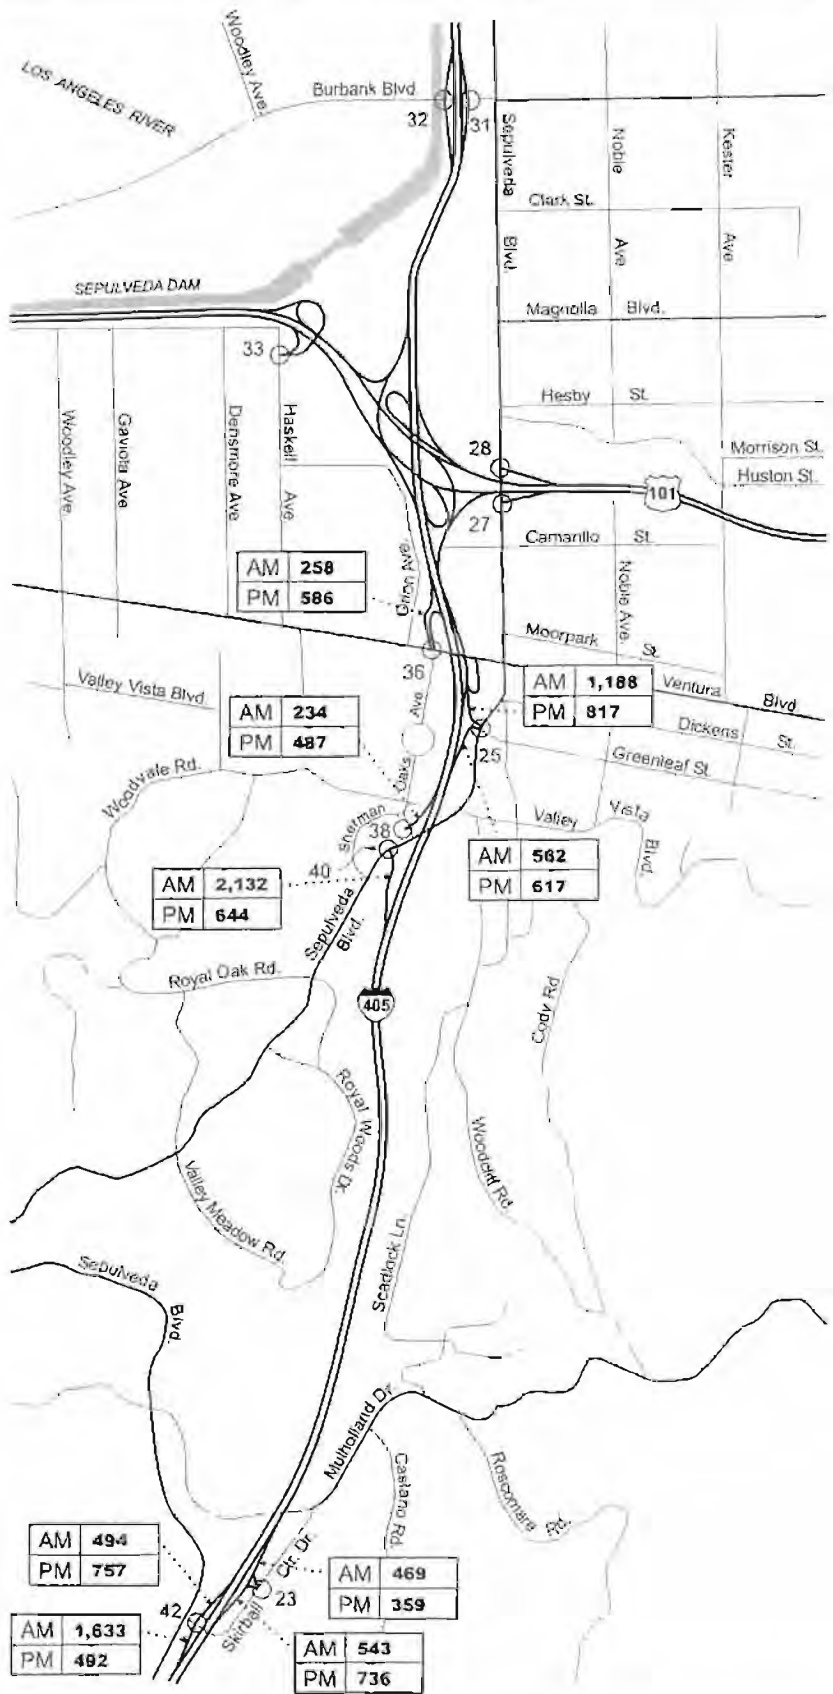 Woodley Ave.
LOS ANGELES RIVER
Burbank Blvd
32
31
Sepulveda Blvd.
Noble Ave
Kester Ave
Clark St.
SEPULVEDA DAM
Magnolia Blvd.
33
Hesby St.
Woodley Ave.
Gaviota Ave
Densmore Ave
Haskell Ave
28
Morrison St.
Huston St.
101
27
Camarillo St.
Orion Ave
AM 258
PM 586
Noble Ave.
Moorpark St.
36
Valley Vista Blvd.
AM 1,188
PM 817
Ventura Blvd
AM 234
PM 487
Dickens St.
25
Greenleaf St.
Woodvale Rd.
Sherman Oaks Ave.
38
Valley Vista Blvd.
40
AM 562
PM 617
AM 2,132
PM 644
Sepulveda Blvd.
Royal Oak Rd.
405
Cody Rd
Royal Woods Dr.
Woodcliff Rd.
Valley Meadow Rd.
Scadlock Ln.
Sepulveda Blvd.
Mulholland Dr
Castano Rd.
Roscomare Rd.
AM 494
PM 757
Skirball Ctr. Dr.
AM 469
PM 359
23
42
AM 1,633
PM 492
AM 543
PM 736